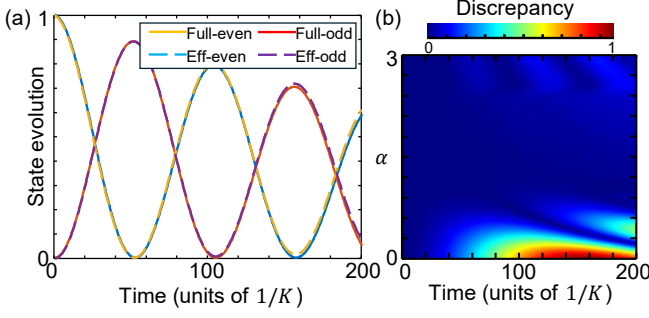 (a)
Full-even Full-odd
Eff-even Eff-odd
State evolution
1
0
0 100 200
Time (units of 1/K)
(b)
Discrepancy
0 1
3
α
0
0 100 200
Time (units of 1/K)